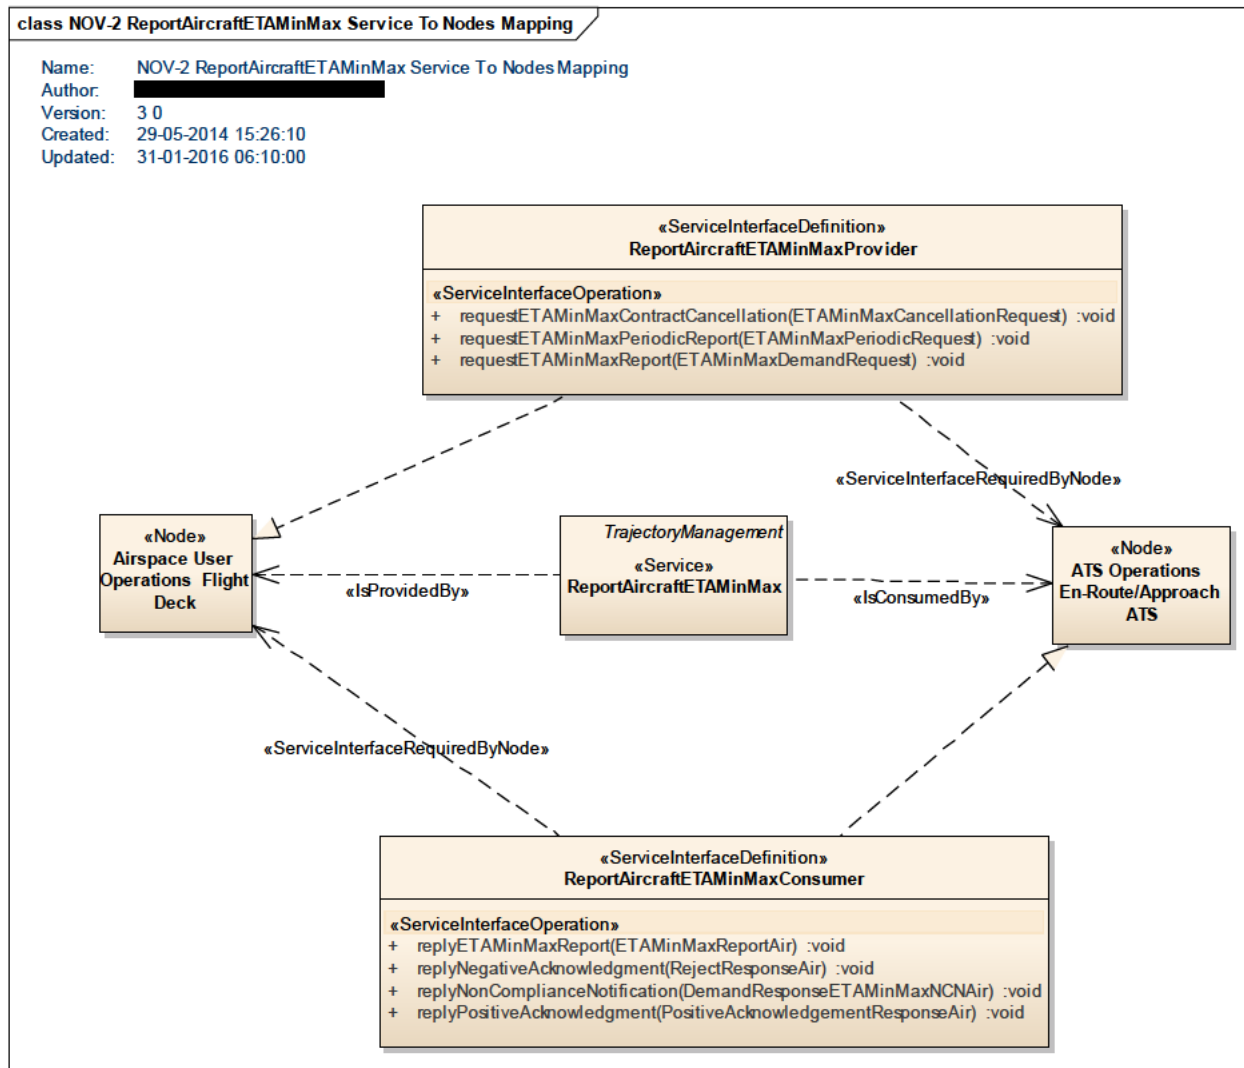 class NOV-2 ReportAircraftETAMinMax Service To Nodes Mapping
Name: NOV-2 ReportAircraftETAMinMax Service To Nodes Mapping
Author:
Version: 3 0
Created: 29-05-2014 15:26:10
Updated: 31-01-2016 06:10:00
«ServiceInterfaceDefinition»
ReportAircraftETAMinMaxProvider
«ServiceInterfaceOperation»
+ requestETAMinMaxContractCancellation(ETAMinMaxCancellationRequest) :void
+ requestETAMinMaxPeriodicReport(ETAMinMaxPeriodicRequest) :void
+ requestETAMinMaxReport(ETAMinMaxDemandRequest) :void
«ServiceInterfaceRequiredByNode»
«Node»
Airspace User
Operations Flight
Deck
«IsProvidedBy»
TrajectoryManagement
«Service»
ReportAircraftETAMinMax
«IsConsumedBy»
«Node»
ATS Operations
En-Route/Approach
ATS
«ServiceInterfaceRequiredByNode»
«ServiceInterfaceDefinition»
ReportAircraftETAMinMaxConsumer
«ServiceInterfaceOperation»
+ replyETAMinMaxReport(ETAMinMaxReportAir) :void
+ replyNegativeAcknowledgment(RejectResponseAir) :void
+ replyNonComplianceNotification(DemandResponseETAMinMaxNCNAir) :void
+ replyPositiveAcknowledgment(PositiveAcknowledgementResponseAir) :void